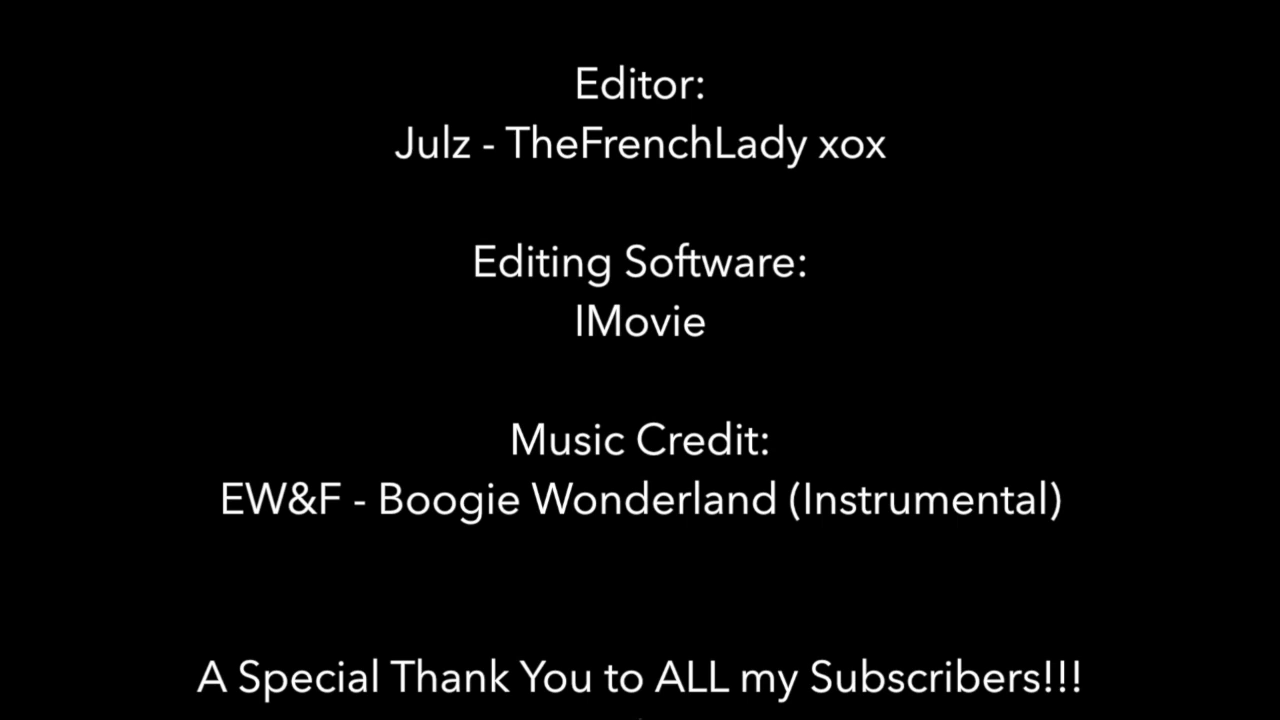 Editor:
Julz - TheFrenchLady xox
Editing Software:
IMovie
Music Credit:
EW&F - Boogie Wonderland (Instrumental)
A Special Thank You to ALL my Subscribers!!!